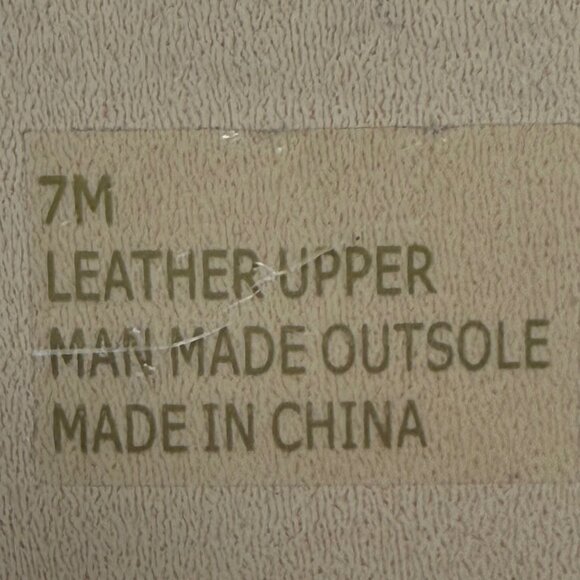 7M
LEATHER UPPER
MAN MADE OUTSOLE
MADE IN CHINA